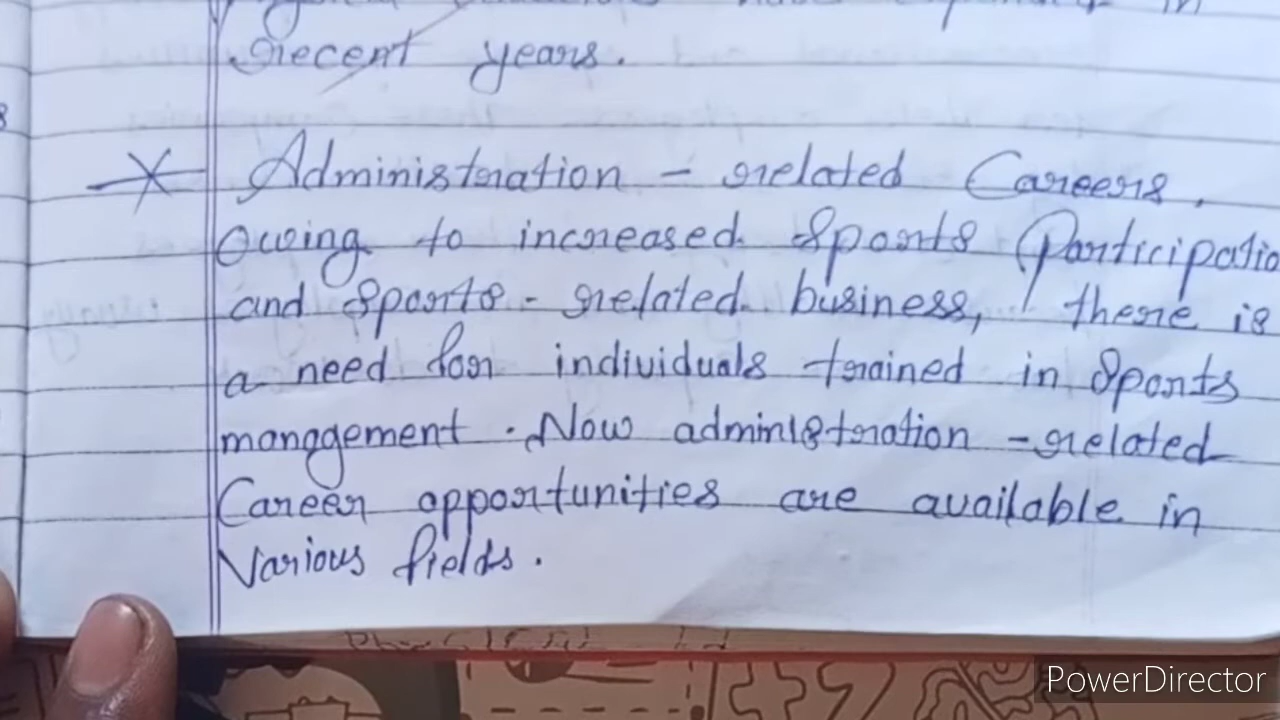 in
recent years.
Administration - related Careers,
owing to increased Sports Participatio
and Sports - related business, there is
a need for individuals trained in Sports
management. Now administration - related
Career opportunities are available in
Various fields.
PowerDirector